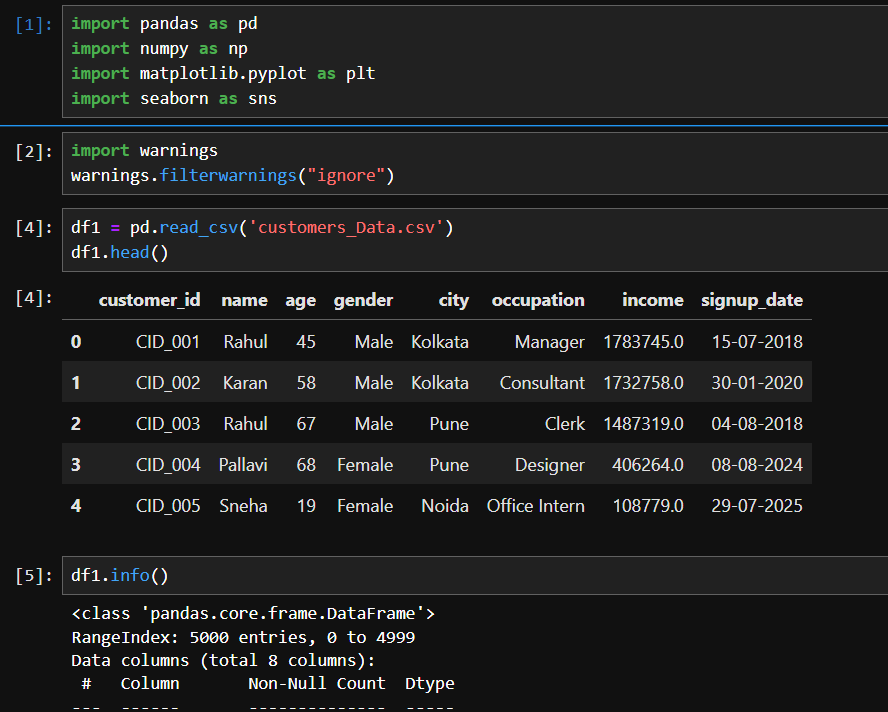 [1]: import pandas as pd
import numpy as np
import matplotlib.pyplot as plt
import seaborn as sns
[2]: import warnings
warnings.filterwarnings("ignore")
[4]: df1 = pd.read_csv('customers_Data.csv')
df1.head()
[4]: customer_id name age gender city occupation income signup_date
0 CID_001 Rahul 45 Male Kolkata Manager 1783745.0 15-07-2018
1 CID_002 Karan 58 Male Kolkata Consultant 1732758.0 30-01-2020
2 CID_003 Rahul 67 Male Pune Clerk 1487319.0 04-08-2018
3 CID_004 Pallavi 68 Female Pune Designer 406264.0 08-08-2024
4 CID_005 Sneha 19 Female Noida Office Intern 108779.0 29-07-2025
[5]: df1.info()
<class 'pandas.core.frame.DataFrame'>
RangeIndex: 5000 entries, 0 to 4999
Data columns (total 8 columns):
# Column Non-Null Count Dtype
--- ------ -------------- -----